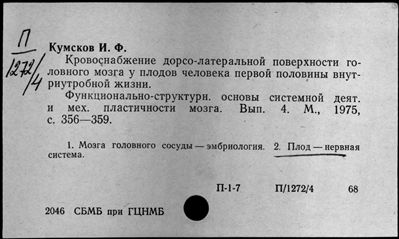 П
1272
/4
Кумсков И. Ф.
Кровоснабжение дорсо-латеральной поверхности го-
ловного мозга у плодов человека первой половины внут-
риутробной жизни.
Функционально-структурн. основы системной деят.
и мех. пластичности мозга. Вып. 4. М., 1975,
с. 356—359.
1. Мозга головного сосуды — эмбриология. 2. Плод — нервная
система.
П-1-7 П/1272/4 68
2046 СБМБ при ГЦНМБ